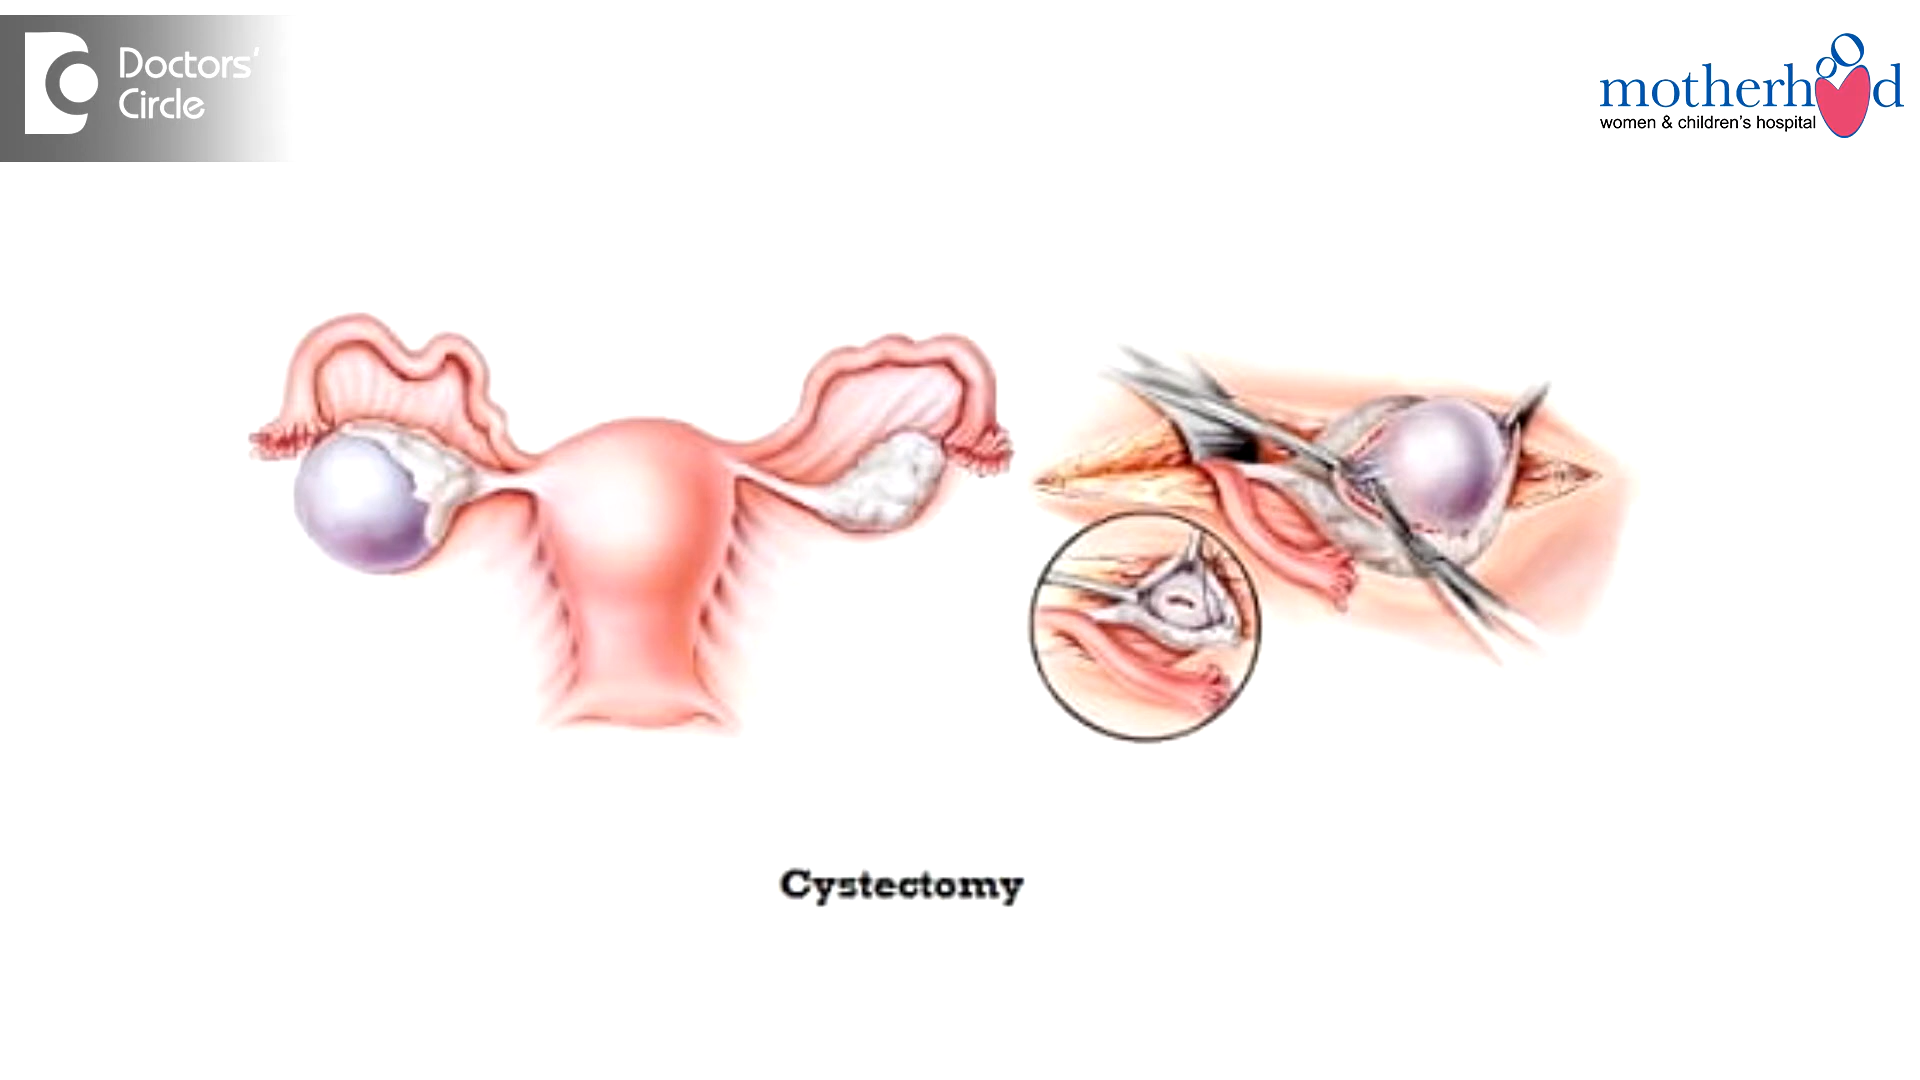 Doctors'
Circle
motherhood
women & children's hospital
Cystectomy